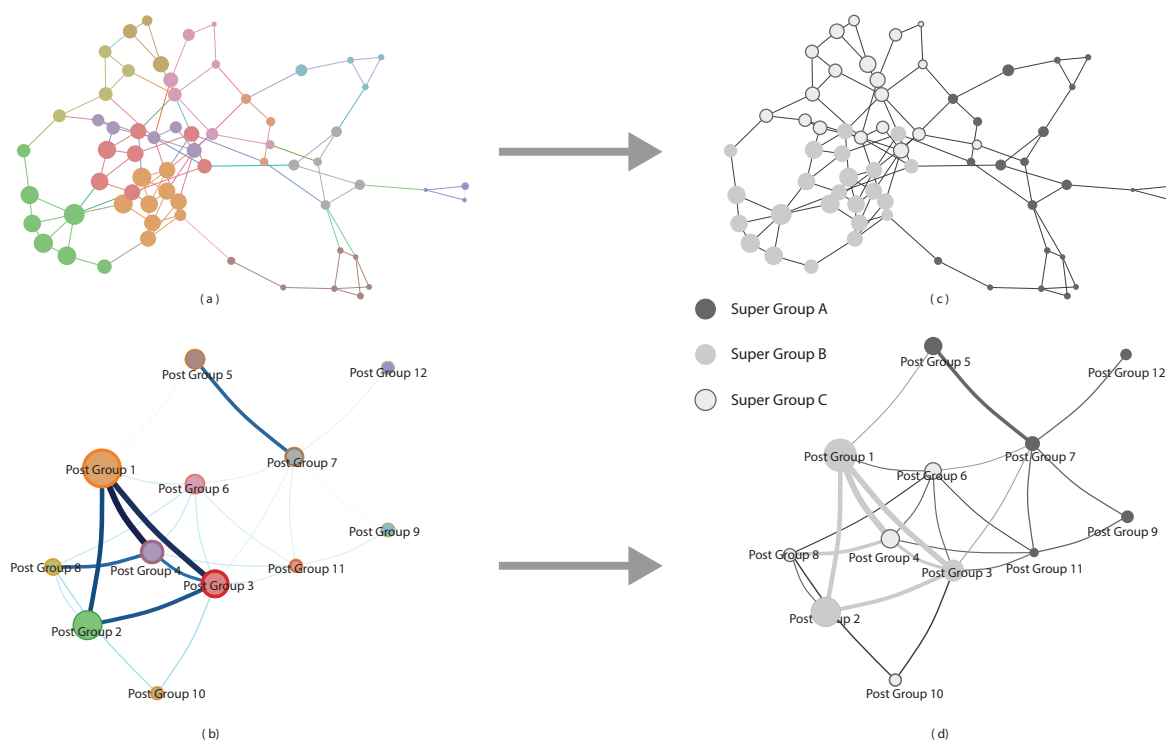 ( a )
( c )
Super Group A
Super Group B
Super Group C
Post Group 5
Post Group 12
Post Group 1
Post Group 7
Post Group 6
Post Group 9
Post Group 8
Post Group 4
Post Group 11
Post Group 3
Post Group 2
Post Group 10
( b )
Post Group 5
Post Group 12
Post Group 1
Post Group 7
Post Group 6
Post Group 9
Post Group 8
Post Group 4
Post Group 11
Post Group 3
Post Group 2
Post Group 10
( d )